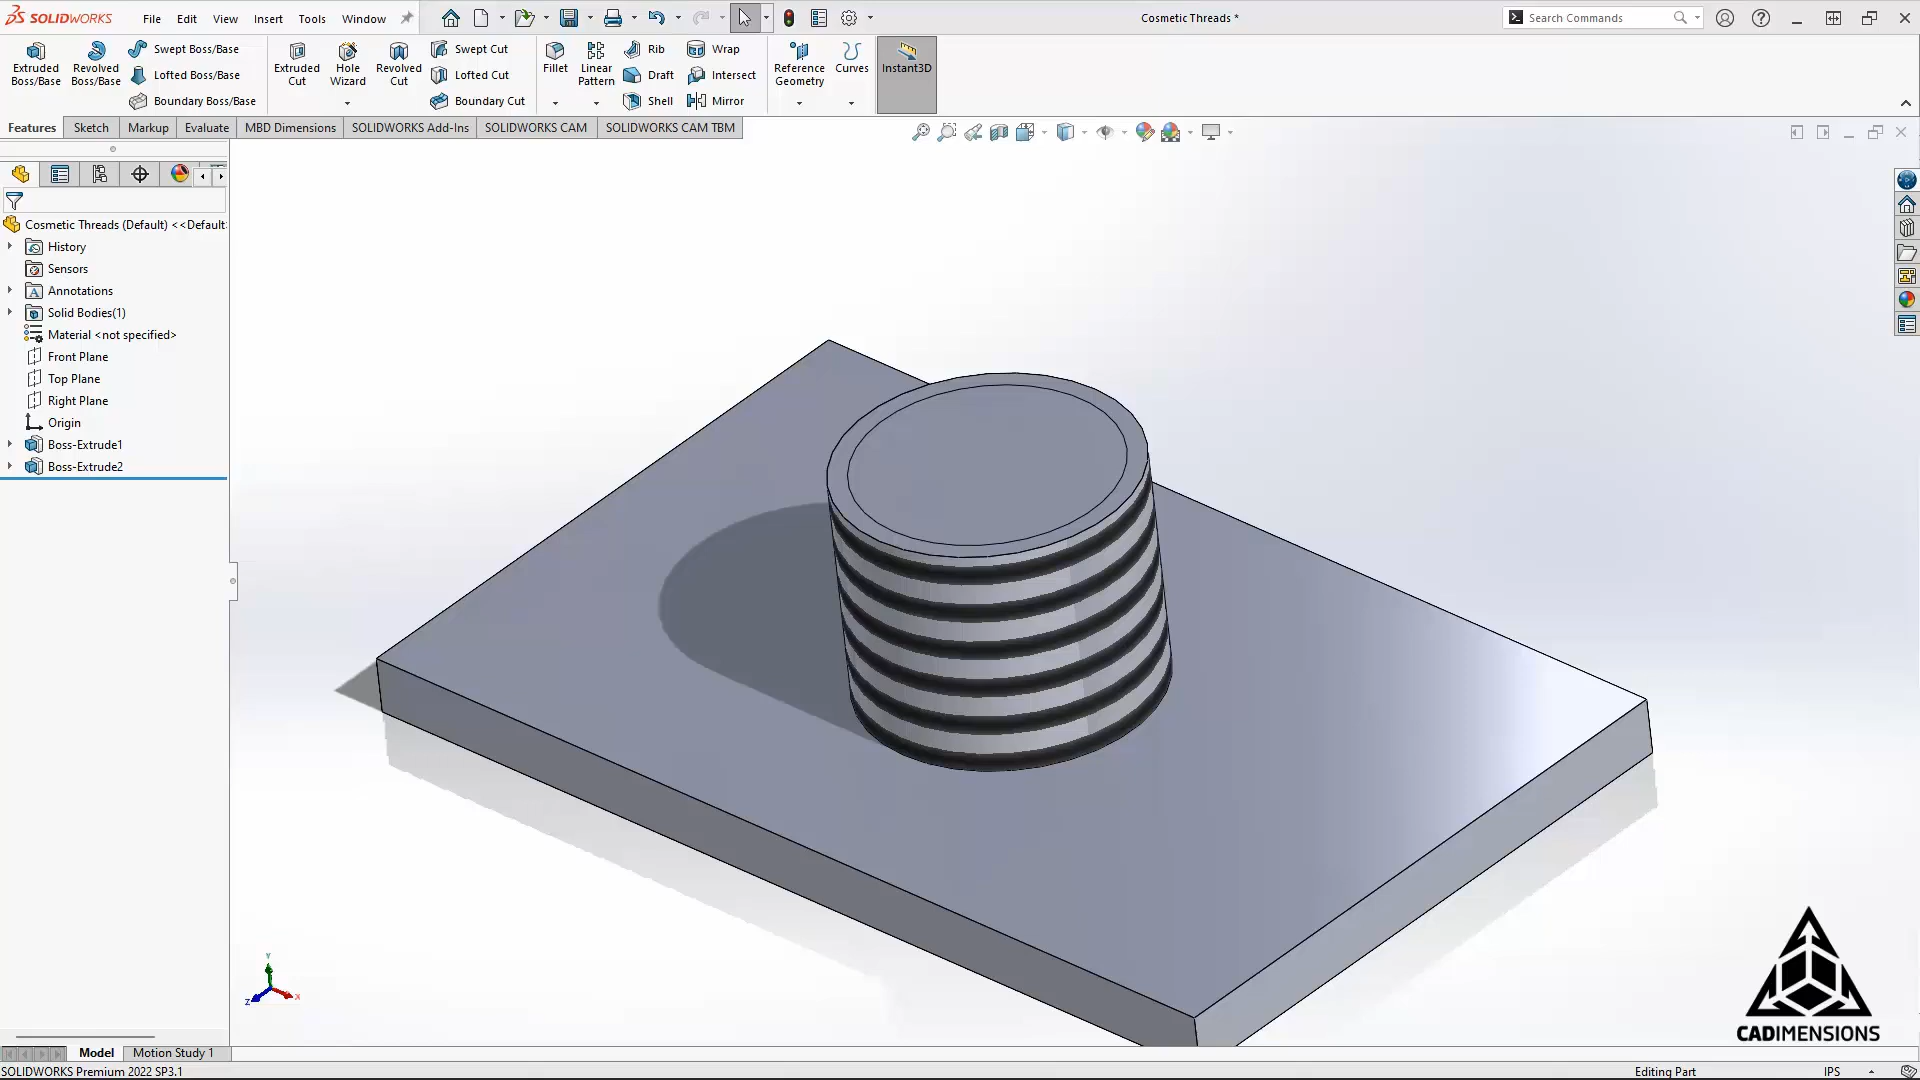 SOLIDWORKS File Edit View Insert Tools Window
Cosmetic Threads *
Search Commands
Extruded Boss/Base
Revolved Boss/Base
Swept Boss/Base
Lofted Boss/Base
Boundary Boss/Base
Extruded Cut
Hole Wizard
Revolved Cut
Swept Cut
Lofted Cut
Boundary Cut
Fillet
Linear Pattern
Rib
Draft
Shell
Wrap
Intersect
Mirror
Reference Geometry
Curves
Instant3D
Features Sketch Markup Evaluate MBD Dimensions SOLIDWORKS Add-Ins SOLIDWORKS CAM SOLIDWORKS CAM TBM
Cosmetic Threads (Default) <<Default
History
Sensors
Annotations
Solid Bodies(1)
Material <not specified>
Front Plane
Top Plane
Right Plane
Origin
Boss-Extrude1
Boss-Extrude2
Y
Z
X
CADIMENSIONS
Model Motion Study 1
SOLIDWORKS Premium 2022 SP3.1
Editing Part
IPS